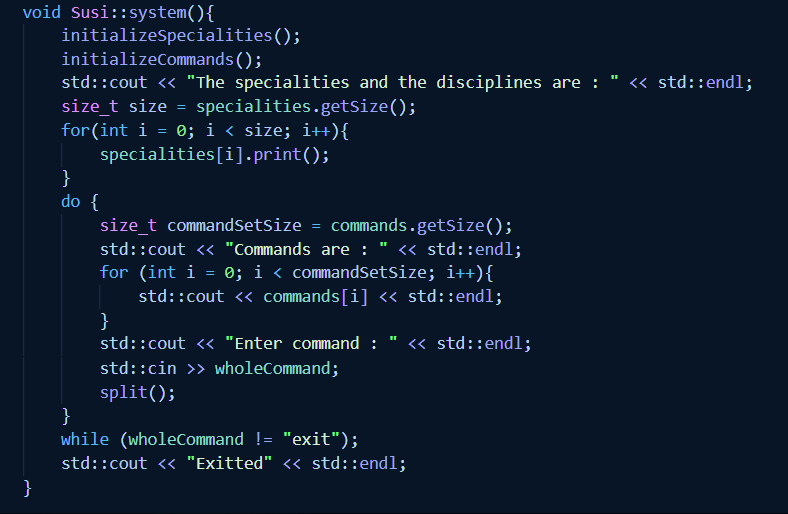 void Susi::system(){
    initializeSpecialities();
    initializeCommands();
    std::cout << "The specialities and the disciplines are : " << std::endl;
    size_t size = specialities.getSize();
    for(int i = 0; i < size; i++){
        specialities[i].print();
    }
    do {
        size_t commandSetSize = commands.getSize();
        std::cout << "Commands are : " << std::endl;
        for (int i = 0; i < commandSetSize; i++){
            std::cout << commands[i] << std::endl;
        }
        std::cout << "Enter command : " << std::endl;
        std::cin >> wholeCommand;
        split();
    }
    while (wholeCommand != "exit");
    std::cout << "Exitted" << std::endl;
}